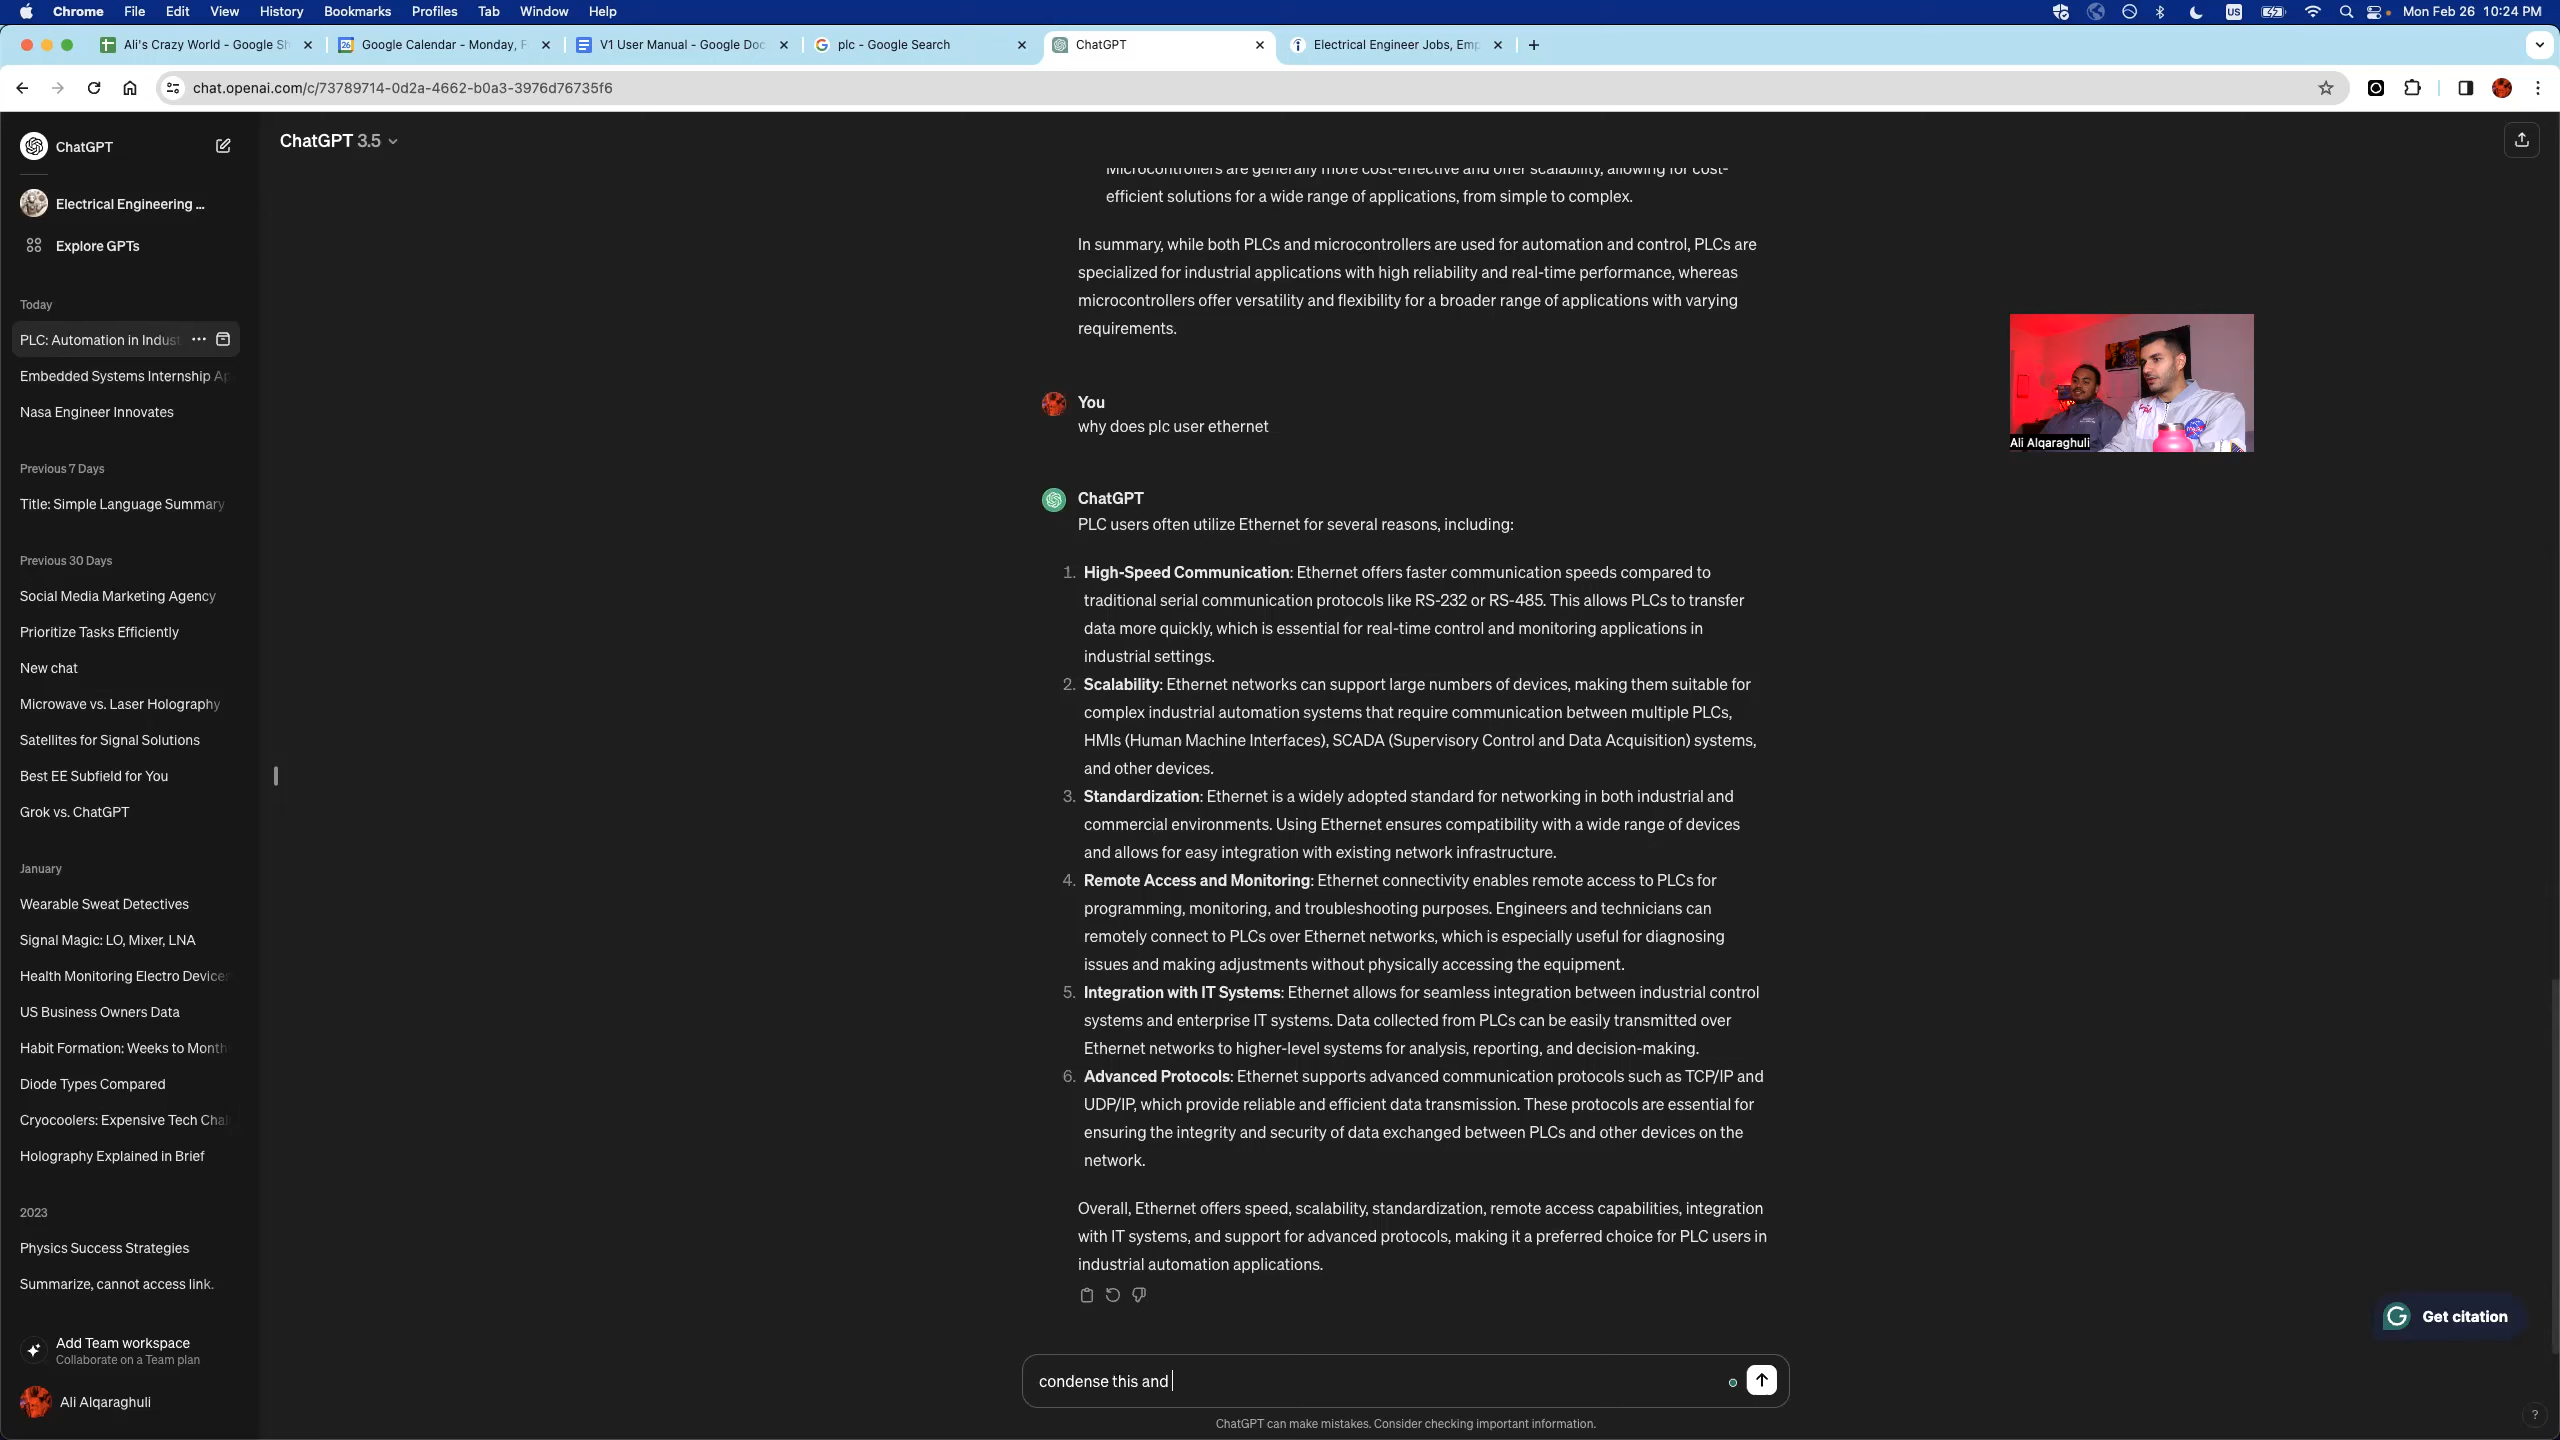 Chrome File Edit View History Bookmarks Profiles Tab Window Help
US
Mon Feb 26 10:24 PM
Ali's Crazy World - Google Sh
Google Calendar - Monday, F
V1 User Manual - Google Doc
plc - Google Search
ChatGPT
Electrical Engineer Jobs, Emp
chat.openai.com/c/73789714-0d2a-4662-b0a3-3976d76735f6
ChatGPT
Electrical Engineering ...
Explore GPTs
Today
PLC: Automation in Indust
Embedded Systems Internship Ap
Nasa Engineer Innovates
Previous 7 Days
Title: Simple Language Summary
Previous 30 Days
Social Media Marketing Agency
Prioritize Tasks Efficiently
New chat
Microwave vs. Laser Holography
Satellites for Signal Solutions
Best EE Subfield for You
Grok vs. ChatGPT
January
Wearable Sweat Detectives
Signal Magic: LO, Mixer, LNA
Health Monitoring Electro Devices
US Business Owners Data
Habit Formation: Weeks to Month
Diode Types Compared
Cryocoolers: Expensive Tech Chal
Holography Explained in Brief
2023
Physics Success Strategies
Summarize, cannot access link.
Add Team workspace
Collaborate on a Team plan
Ali Alqaraghuli
ChatGPT 3.5
Microcontrollers are generally more cost-effective and offer scalability, allowing for cost-
efficient solutions for a wide range of applications, from simple to complex.
In summary, while both PLCs and microcontrollers are used for automation and control, PLCs are
specialized for industrial applications with high reliability and real-time performance, whereas
microcontrollers offer versatility and flexibility for a broader range of applications with varying
requirements.
You
why does plc user ethernet
ChatGPT
PLC users often utilize Ethernet for several reasons, including:
1. High-Speed Communication: Ethernet offers faster communication speeds compared to
traditional serial communication protocols like RS-232 or RS-485. This allows PLCs to transfer
data more quickly, which is essential for real-time control and monitoring applications in
industrial settings.
2. Scalability: Ethernet networks can support large numbers of devices, making them suitable for
complex industrial automation systems that require communication between multiple PLCs,
HMIs (Human Machine Interfaces), SCADA (Supervisory Control and Data Acquisition) systems,
and other devices.
3. Standardization: Ethernet is a widely adopted standard for networking in both industrial and
commercial environments. Using Ethernet ensures compatibility with a wide range of devices
and allows for easy integration with existing network infrastructure.
4. Remote Access and Monitoring: Ethernet connectivity enables remote access to PLCs for
programming, monitoring, and troubleshooting purposes. Engineers and technicians can
remotely connect to PLCs over Ethernet networks, which is especially useful for diagnosing
issues and making adjustments without physically accessing the equipment.
5. Integration with IT Systems: Ethernet allows for seamless integration between industrial control
systems and enterprise IT systems. Data collected from PLCs can be easily transmitted over
Ethernet networks to higher-level systems for analysis, reporting, and decision-making.
6. Advanced Protocols: Ethernet supports advanced communication protocols such as TCP/IP and
UDP/IP, which provide reliable and efficient data transmission. These protocols are essential for
ensuring the integrity and security of data exchanged between PLCs and other devices on the
network.
Overall, Ethernet offers speed, scalability, standardization, remote access capabilities, integration
with IT systems, and support for advanced protocols, making it a preferred choice for PLC users in
industrial automation applications.
condense this and
ChatGPT can make mistakes. Consider checking important information.
Ali Alqaraghuli
Get citation
?